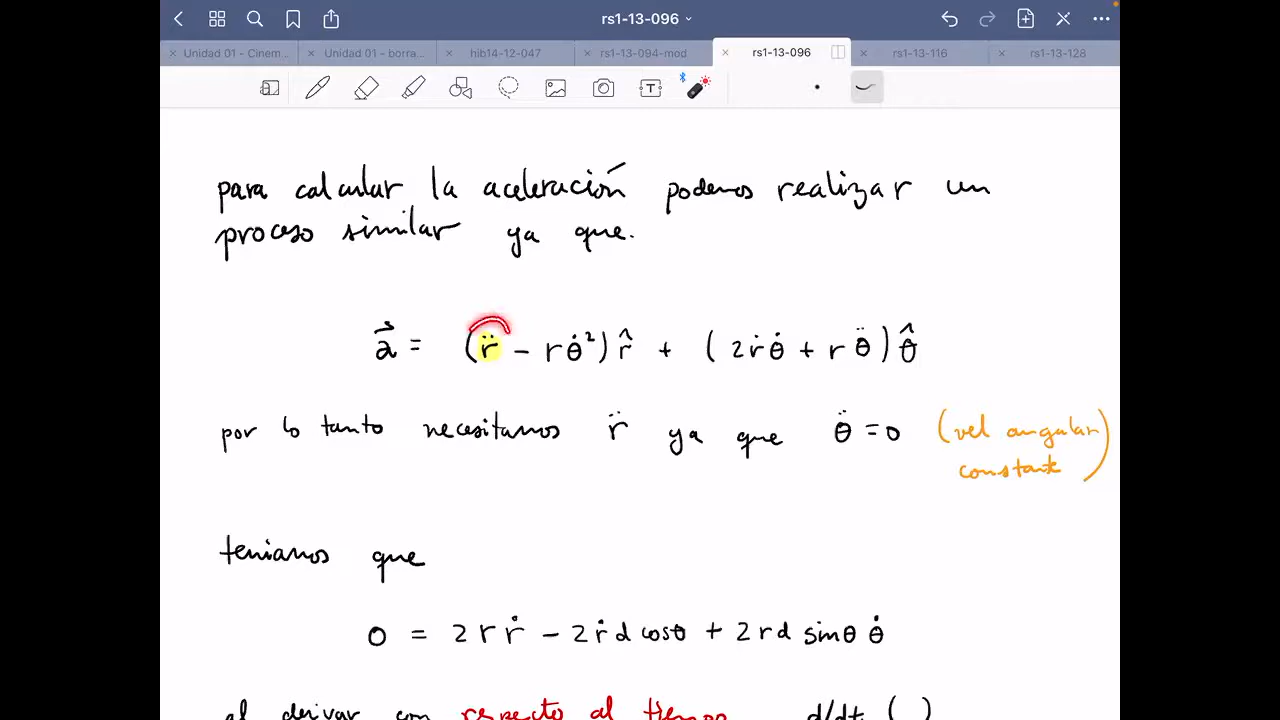 rs1-13-096
Unidad 01 - Cinem...
Unidad 01 - borra...
hib14-12-047
rs1-13-094-mod
rs1-13-096
rs1-13-116
rs1-13-128
para calcular la aceleración podemos realizar un
proceso similar ya que.
a⃗ = (r̈ − rθ̇²) r̂ + (2ṙθ̇ + rθ̈) θ̂
por lo tanto necesitamos r̈ ya que θ̈ = 0 (vel angular
constante)
teniamos que
0 = 2rṙ − 2ṙd cosθ + 2rd sinθ θ̇
al derivar con respecto al tiempo d/dt ( )